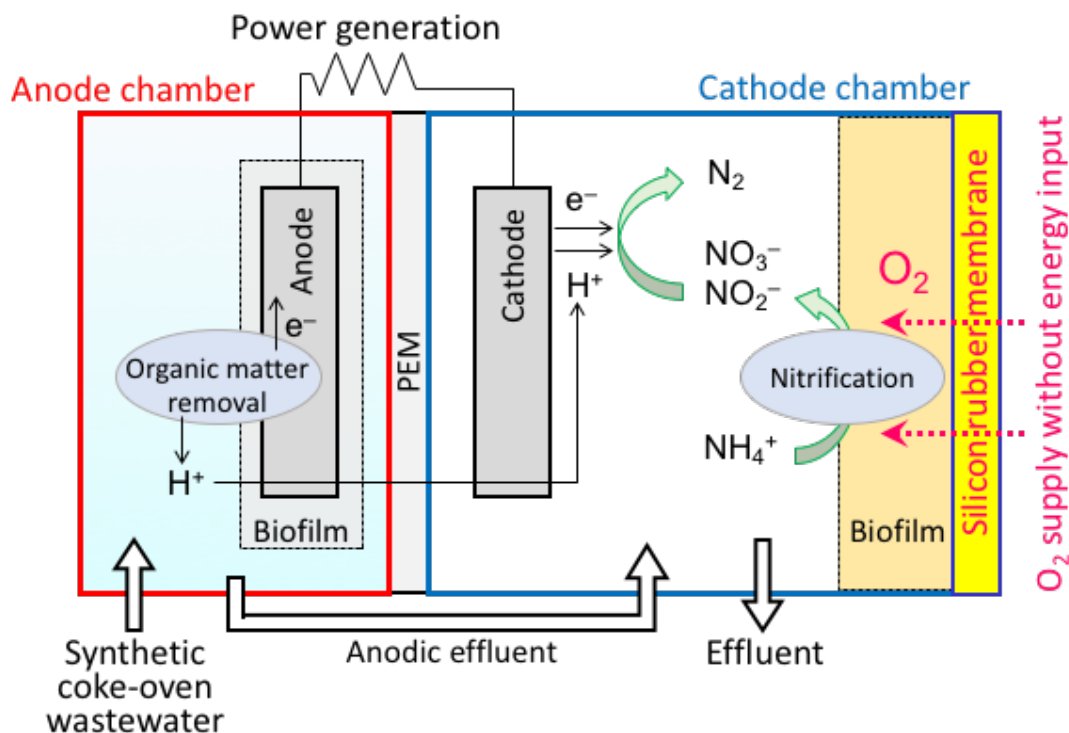 Power generation
Anode chamber
Cathode chamber
Anode
e⁻
Organic matter
removal
H⁺
Biofilm
PEM
Cathode
e⁻
H⁺
N₂
NO₃⁻
NO₂⁻
NH₄⁺
O₂
Nitrification
Biofilm
Silicon rubber membrane
O₂ supply without energy input
Synthetic
coke-oven
wastewater
Anodic effluent
Effluent